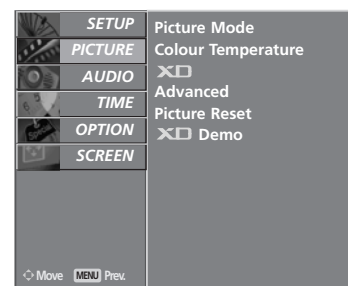 SETUP
PICTURE
AUDIO
TIME
OPTION
SCREEN
Picture Mode
Colour Temperature
XD
Advanced
Picture Reset
XD Demo
Move MENU Prev.